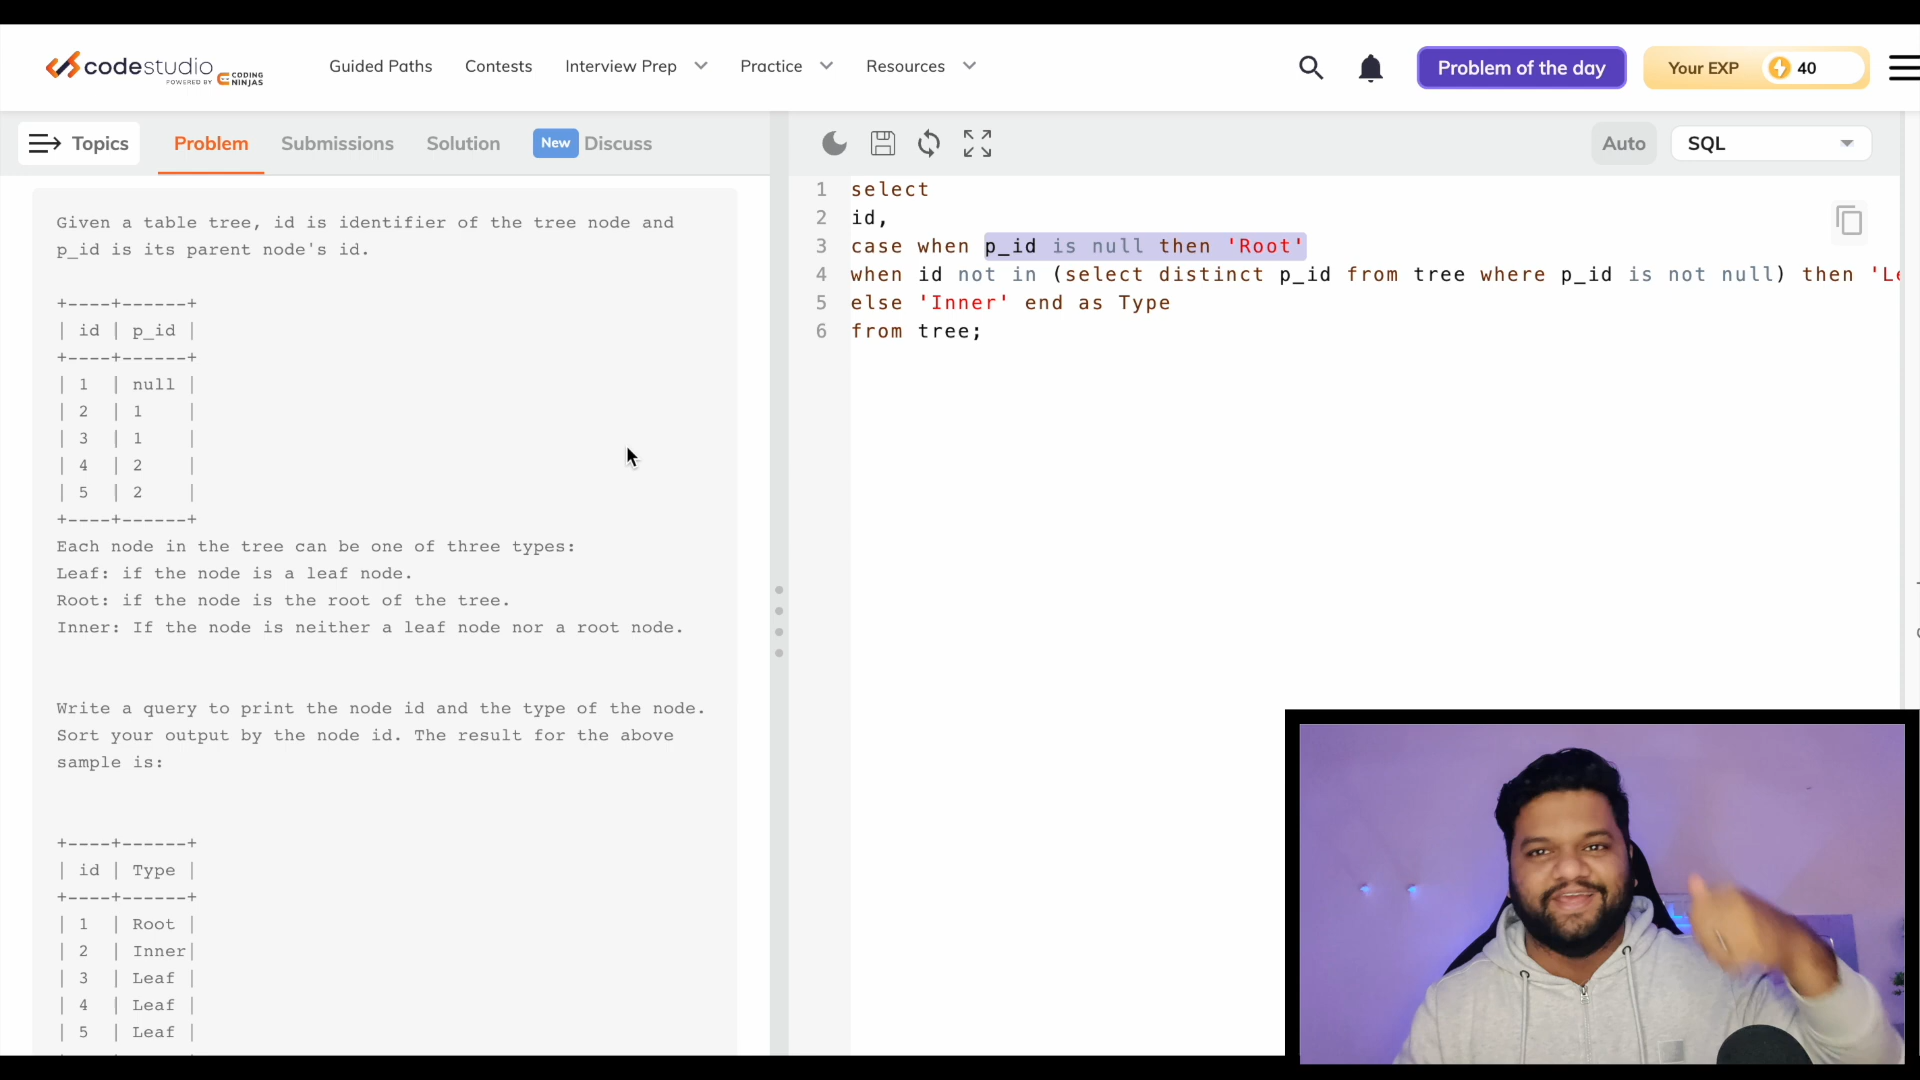 codestudio
POWERED BY CODING NINJAS
Guided Paths
Contests
Interview Prep
Practice
Resources
Problem of the day
Your EXP 40
Topics
Problem
Submissions
Solution
New Discuss
Auto
SQL
Given a table tree, id is identifier of the tree node and
p_id is its parent node's id.
+----+------+
| id | p_id |
+----+------+
| 1 | null |
| 2 | 1 |
| 3 | 1 |
| 4 | 2 |
| 5 | 2 |
+----+------+
Each node in the tree can be one of three types:
Leaf: if the node is a leaf node.
Root: if the node is the root of the tree.
Inner: If the node is neither a leaf node nor a root node.
Write a query to print the node id and the type of the node.
Sort your output by the node id. The result for the above
sample is:
+----+------+
| id | Type |
+----+------+
| 1 | Root |
| 2 | Inner|
| 3 | Leaf |
| 4 | Leaf |
| 5 | Leaf |
1 select
2 id,
3 case when p_id is null then 'Root'
4 when id not in (select distinct p_id from tree where p_id is not null) then 'Le
5 else 'Inner' end as Type
6 from tree;